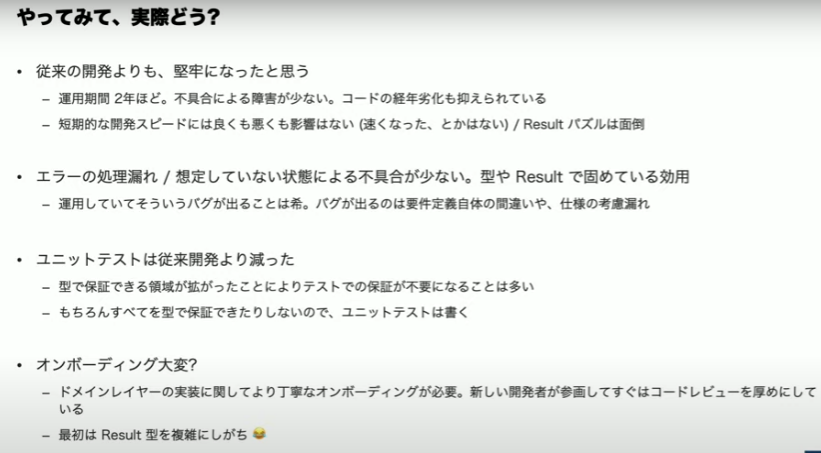 やってみて、実際どう?
• 従来の開発よりも、堅牢になったと思う
– 運用期間 2年ほど。不具合による障害が少ない。コードの経年劣化も抑えられている
– 短期的な開発スピードには良くも悪くも影響はない (速くなった、とかはない) / Result パズルは面倒
• エラーの処理漏れ / 想定していない状態による不具合が少ない。型や Result で固めている効用
– 運用していてそういうバグが出ることは希。バグが出るのは要件定義自体の間違いや、仕様の考慮漏れ
• ユニットテストは従来開発より減った
– 型で保証できる領域が拡がったことによりテストでの保証が不要になることは多い
– もちろんすべてを型で保証できたりしないので、ユニットテストは書く
• オンボーディング大変?
– ドメインレイヤーの実装に関してより丁寧なオンボーディングが必要。新しい開発者が参画してすぐはコードレビューを厚めにして
いる
– 最初は Result 型を複雑にしがち 😂